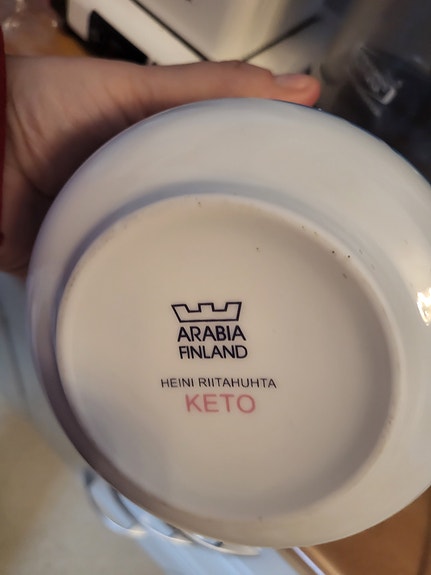 ARABIA
FINLAND
HEINI RIITAHUHTA
KETO